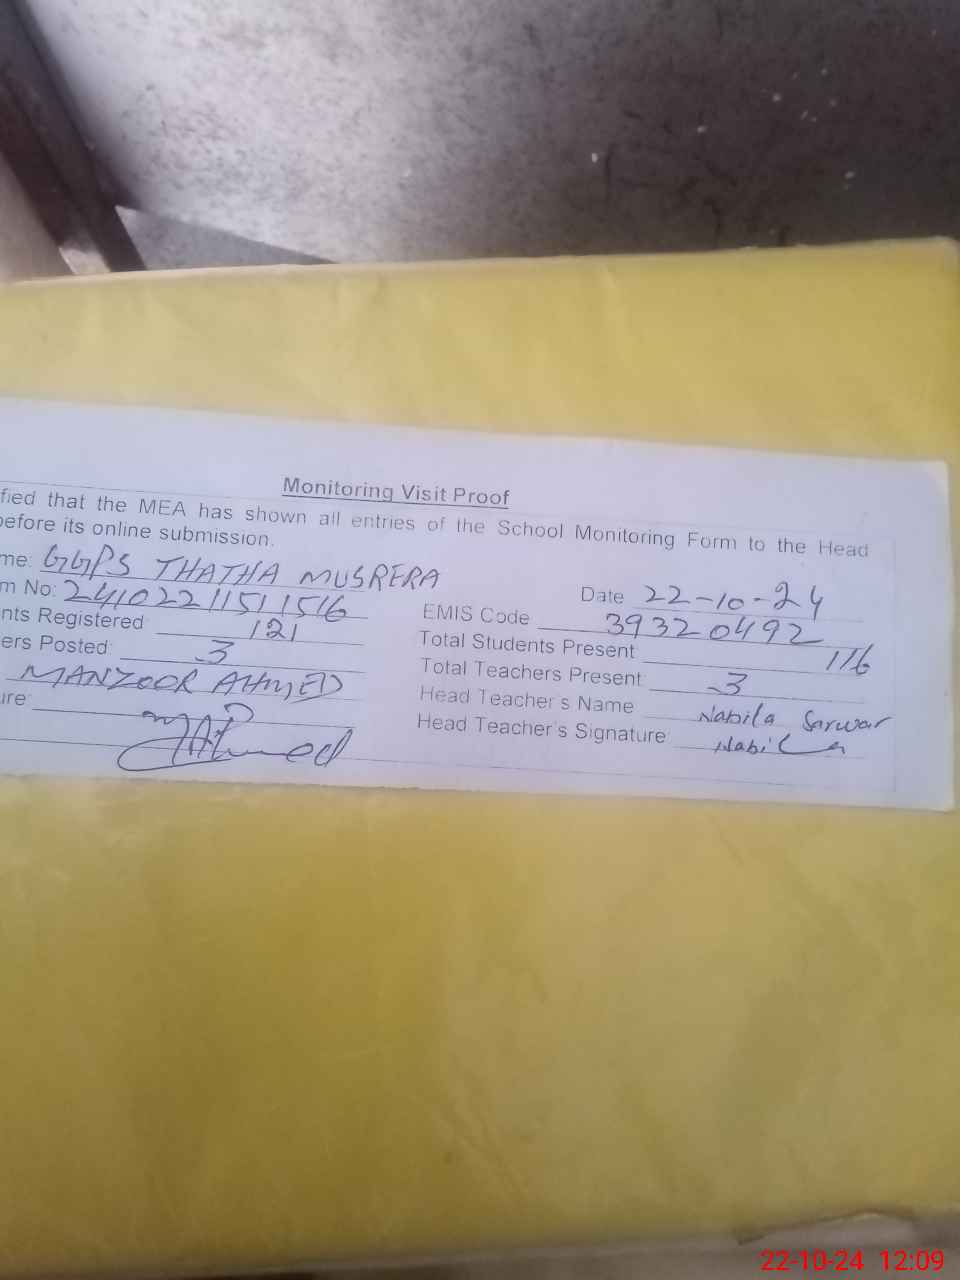 Monitoring Visit Proof
fied that the MEA has shown all entries of the School Monitoring Form to the Head
before its online submission.
me: GGPS THATHA MUSRERA
Date 22-10-24
m No: 24102211511516
EMIS Code 39320492
nts Registered: 121
Total Students Present 116
ers Posted: 3
Total Teachers Present: 3
MANZOOR AHMED
Head Teacher's Name Nabila Sarwar
ure:
Head Teacher's Signature: Nabila
22-10-24 12:09